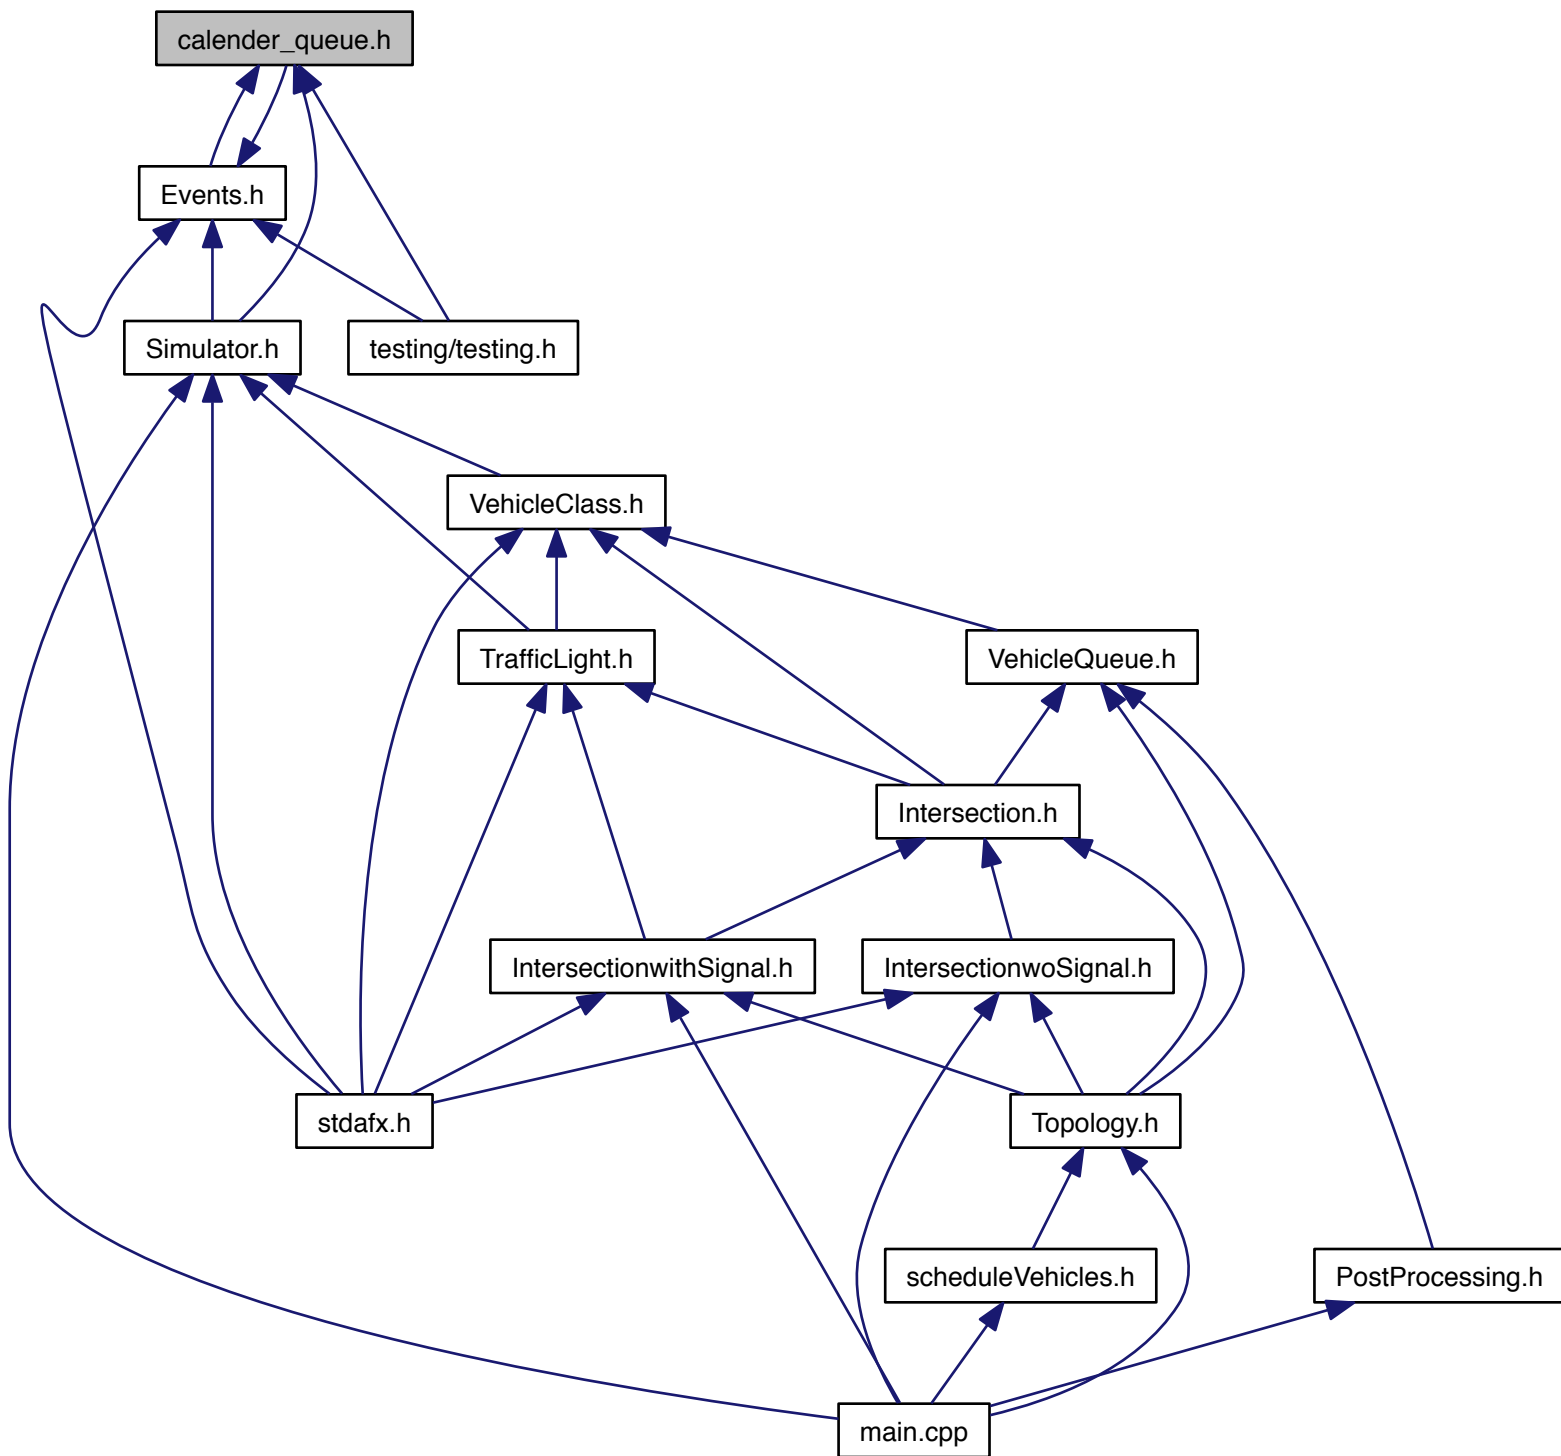 calender_queue.h
Events.h
Simulator.h
testing/testing.h
VehicleClass.h
TrafficLight.h
VehicleQueue.h
Intersection.h
IntersectionwithSignal.h
IntersectionwoSignal.h
stdafx.h
Topology.h
scheduleVehicles.h
PostProcessing.h
main.cpp